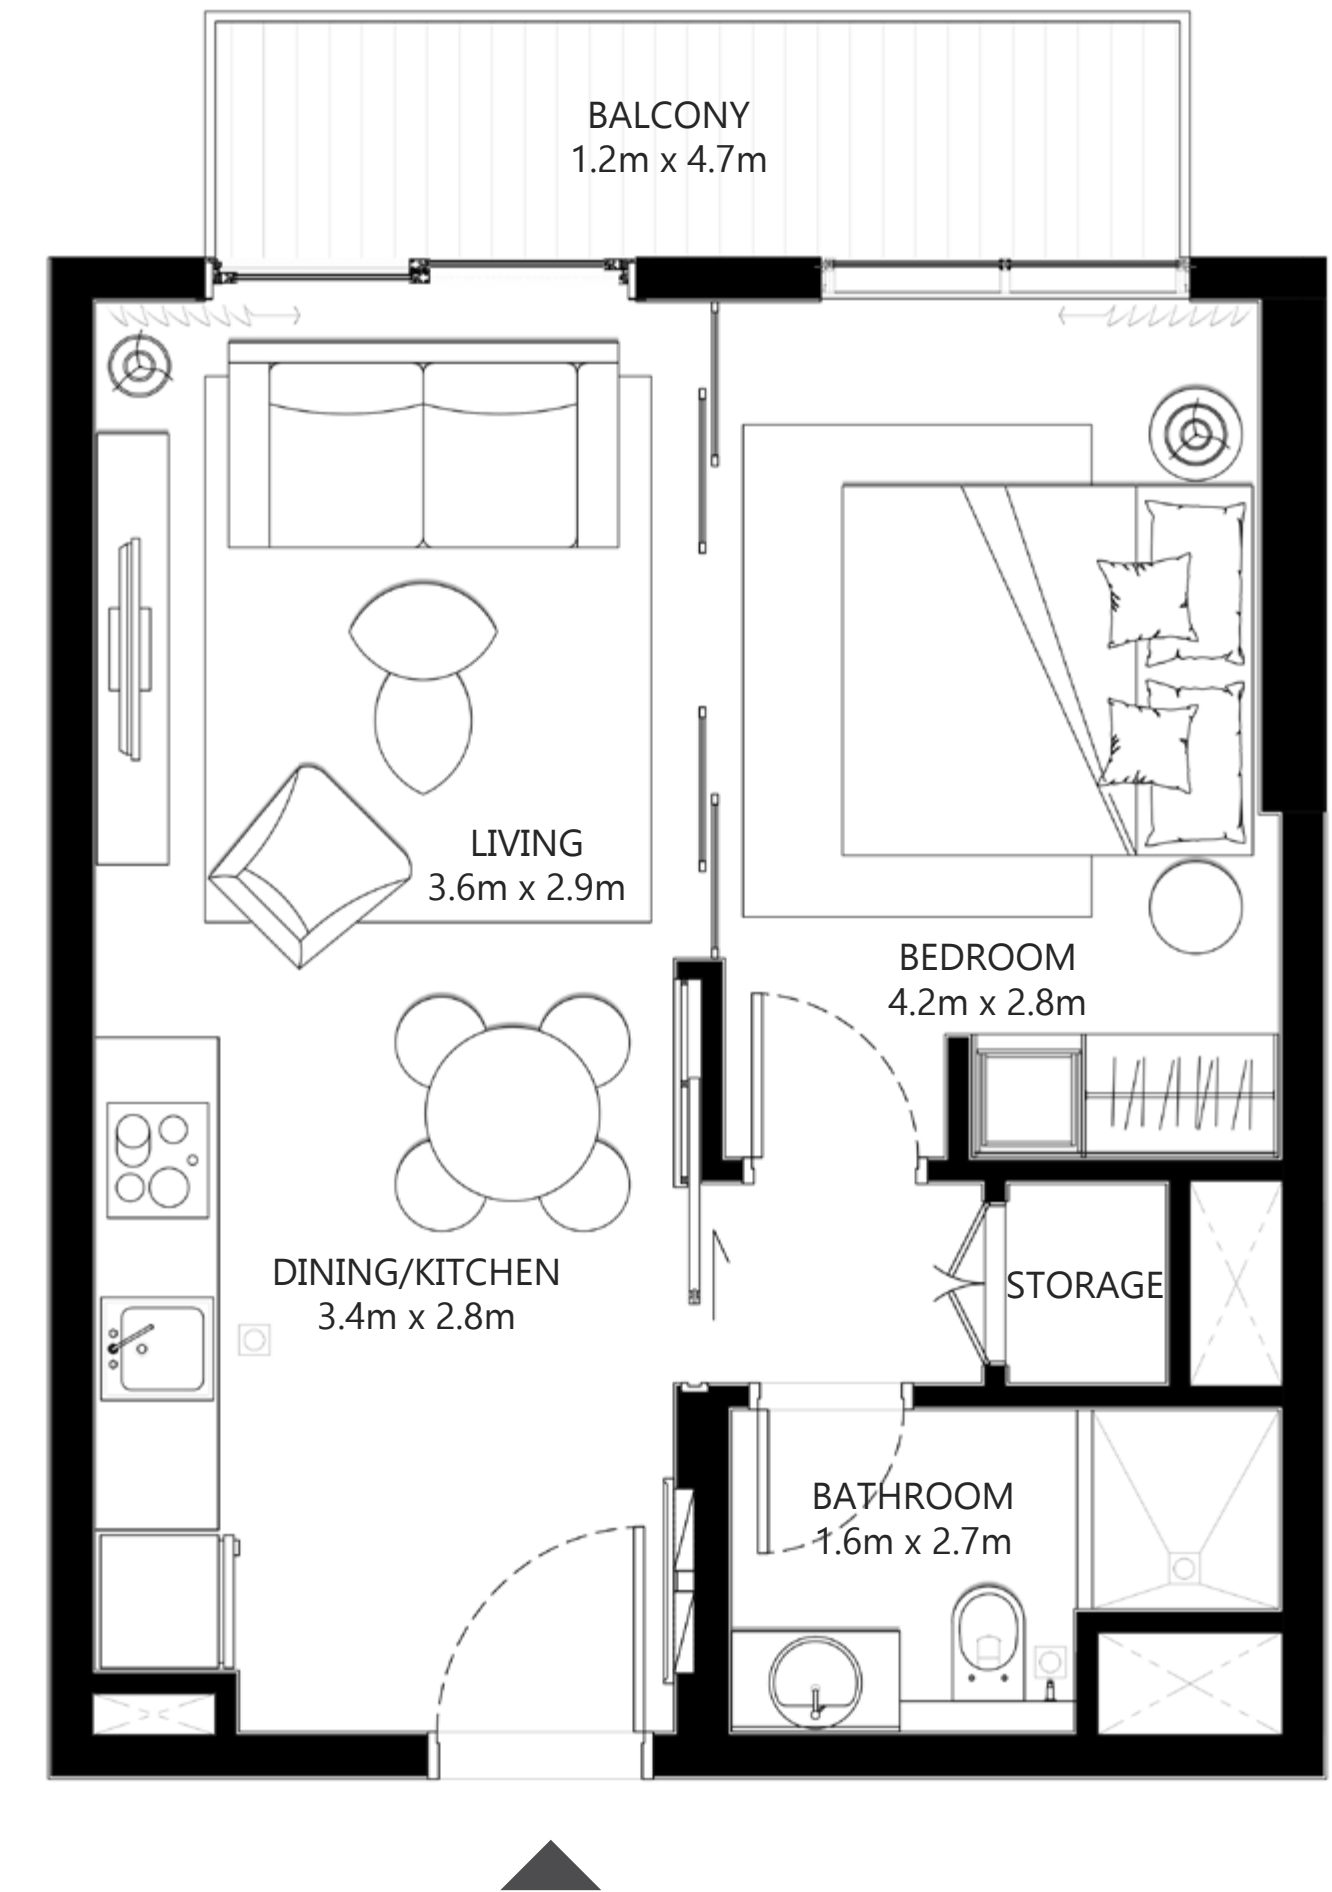 BALCONY
1.2m x 4.7m
LIVING
3.6m x 2.9m
BEDROOM
4.2m x 2.8m
DINING/KITCHEN
3.4m x 2.8m
STORAGE
BATHROOM
1.6m x 2.7m